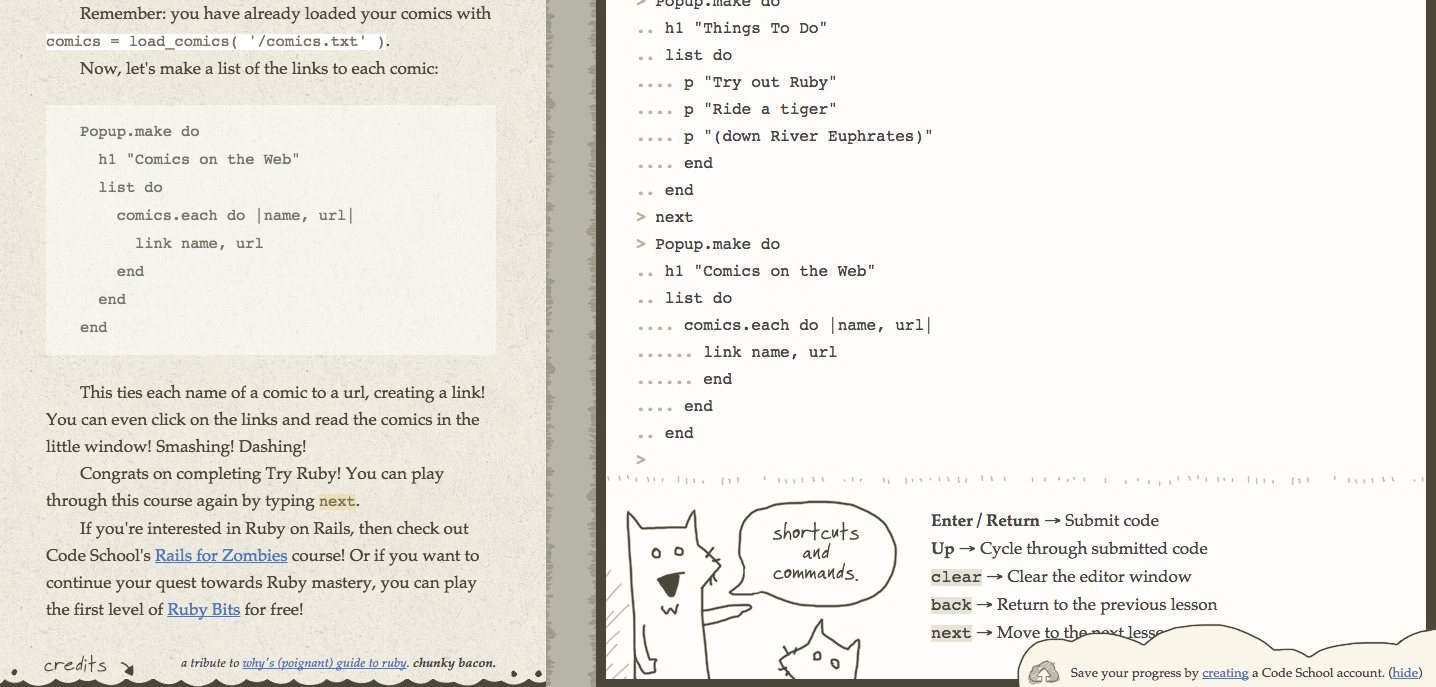 Remember: you have already loaded your comics with
comics = load_comics( '/comics.txt' ).
Now, let's make a list of the links to each comic:
Popup.make do
h1 "Comics on the Web"
list do
comics.each do |name, url|
link name, url
end
end
end
This ties each name of a comic to a url, creating a link!
You can even click on the links and read the comics in the
little window! Smashing! Dashing!
Congrats on completing Try Ruby! You can play
through this course again by typing next.
If you're interested in Ruby on Rails, then check out
Code School's Rails for Zombies course! Or if you want to
continue your quest towards Ruby mastery, you can play
the first level of Ruby Bits for free!
credits
a tribute to why's (poignant) guide to ruby. chunky bacon.
> Popup.make do
.. h1 "Things To Do"
.. list do
.... p "Try out Ruby"
.... p "Ride a tiger"
.... p "(down River Euphrates)"
.... end
.. end
> next
> Popup.make do
.. h1 "Comics on the Web"
.. list do
.... comics.each do |name, url|
...... link name, url
...... end
.... end
.. end
>
shortcuts
and
commands.
Enter / Return → Submit code
Up → Cycle through submitted code
clear → Clear the editor window
back → Return to the previous lesson
next → Move to the next lesso
Save your progress by creating a Code School account. (hide)